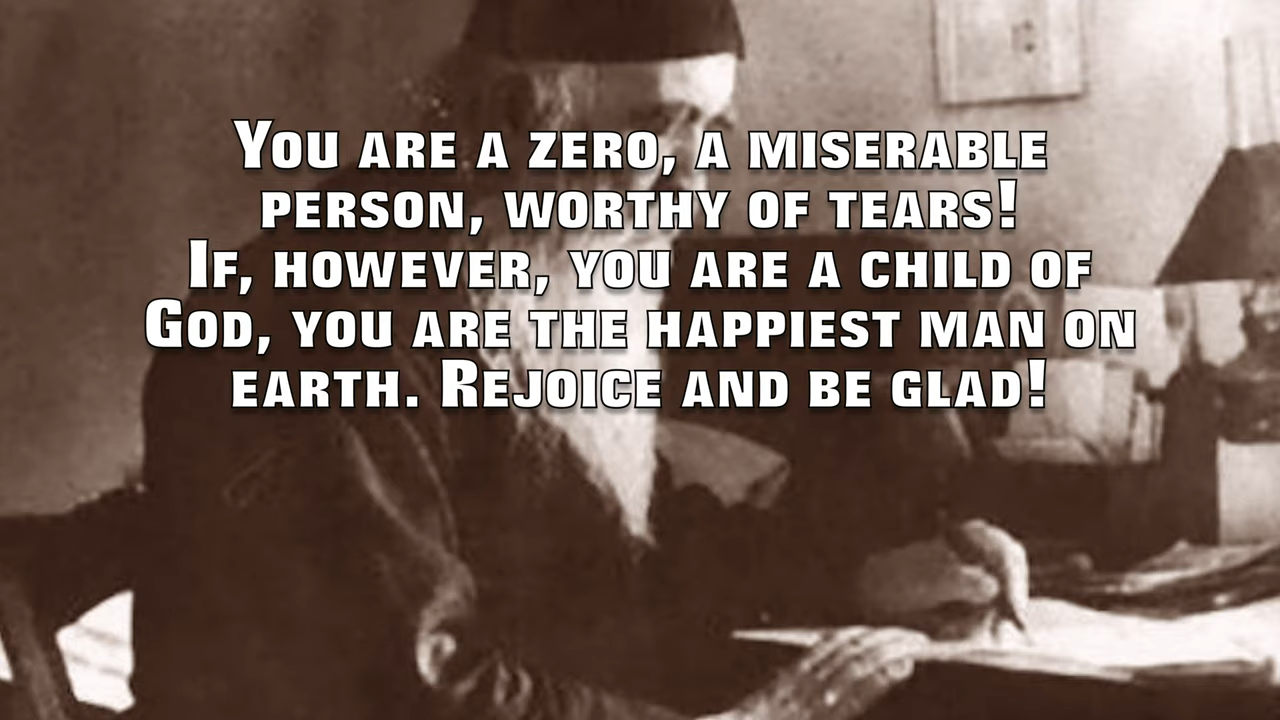 You are a zero, a miserable
person, worthy of tears!
If, however, you are a child of
God, you are the happiest man on
earth. Rejoice and be glad!